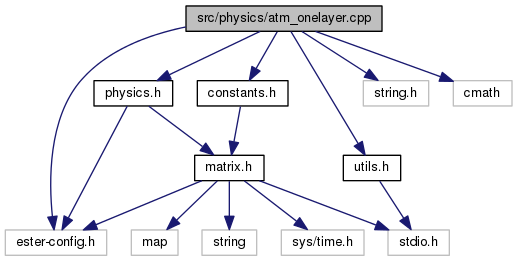 src/physics/atm_onelayer.cpp
physics.h
constants.h
string.h
cmath
matrix.h
utils.h
ester-config.h
map
string
sys/time.h
stdio.h